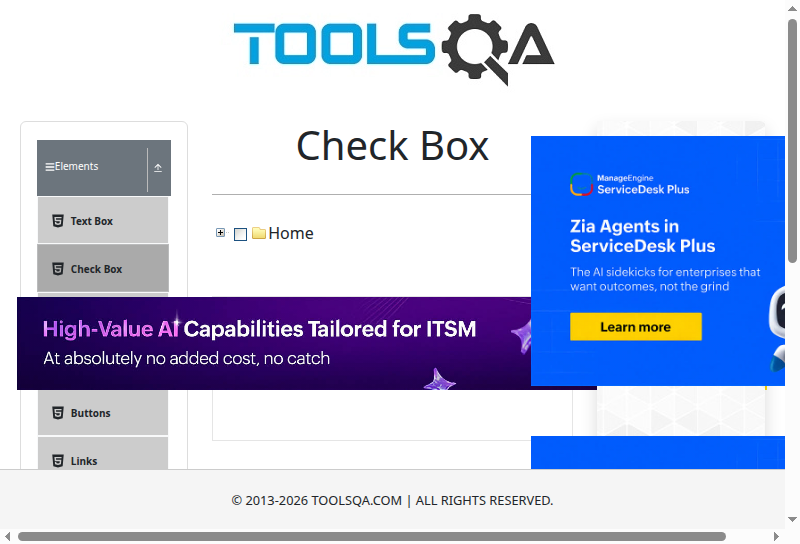 TOOLSQA
Elements
Text Box
Check Box
Buttons
Links
Check Box
Home
High-Value AI Capabilities Tailored for ITSM
At absolutely no added cost, no catch
ManageEngine
ServiceDesk Plus
Zia Agents in
ServiceDesk Plus
The AI sidekicks for enterprises that
want outcomes, not the grind
Learn more
© 2013-2026 TOOLSQA.COM | ALL RIGHTS RESERVED.